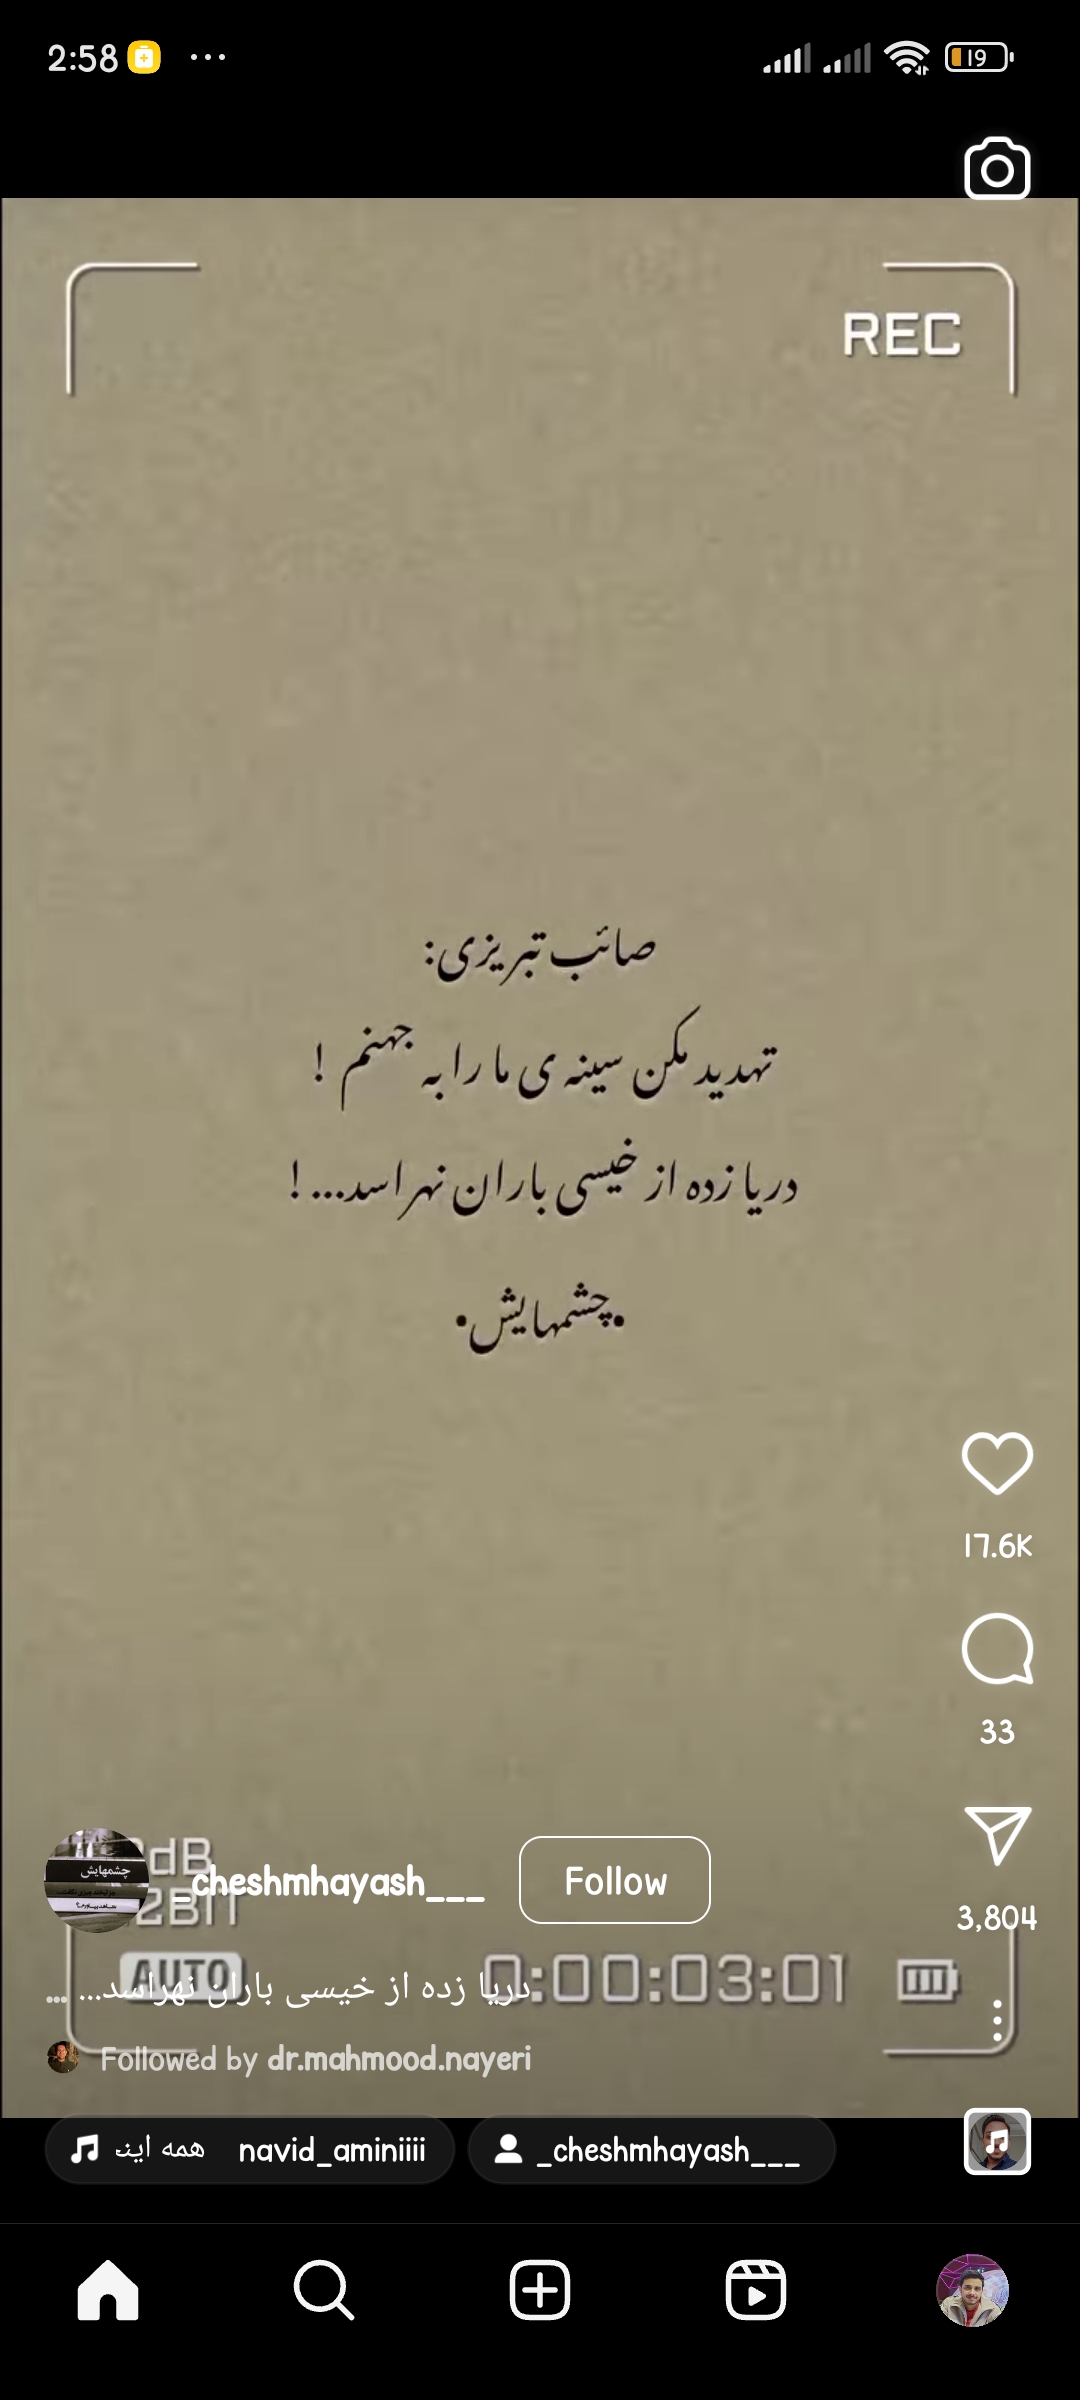 2:58
19
REC
صائب تبریزی:
تهدید مکن سینه ی ما را به جهنم !
دریا زده از خیسی باران نهراسد...!
•چشمهایش•
17.6K
33
3,804
dB
2BIT
_cheshmhayash___
Follow
چشمهایش
AUTO
0:00:03:01
دریا زده از خیسی باران نهراسد... ...
Followed by dr.mahmood.nayeri
همه این navid_aminiiii
_cheshmhayash___